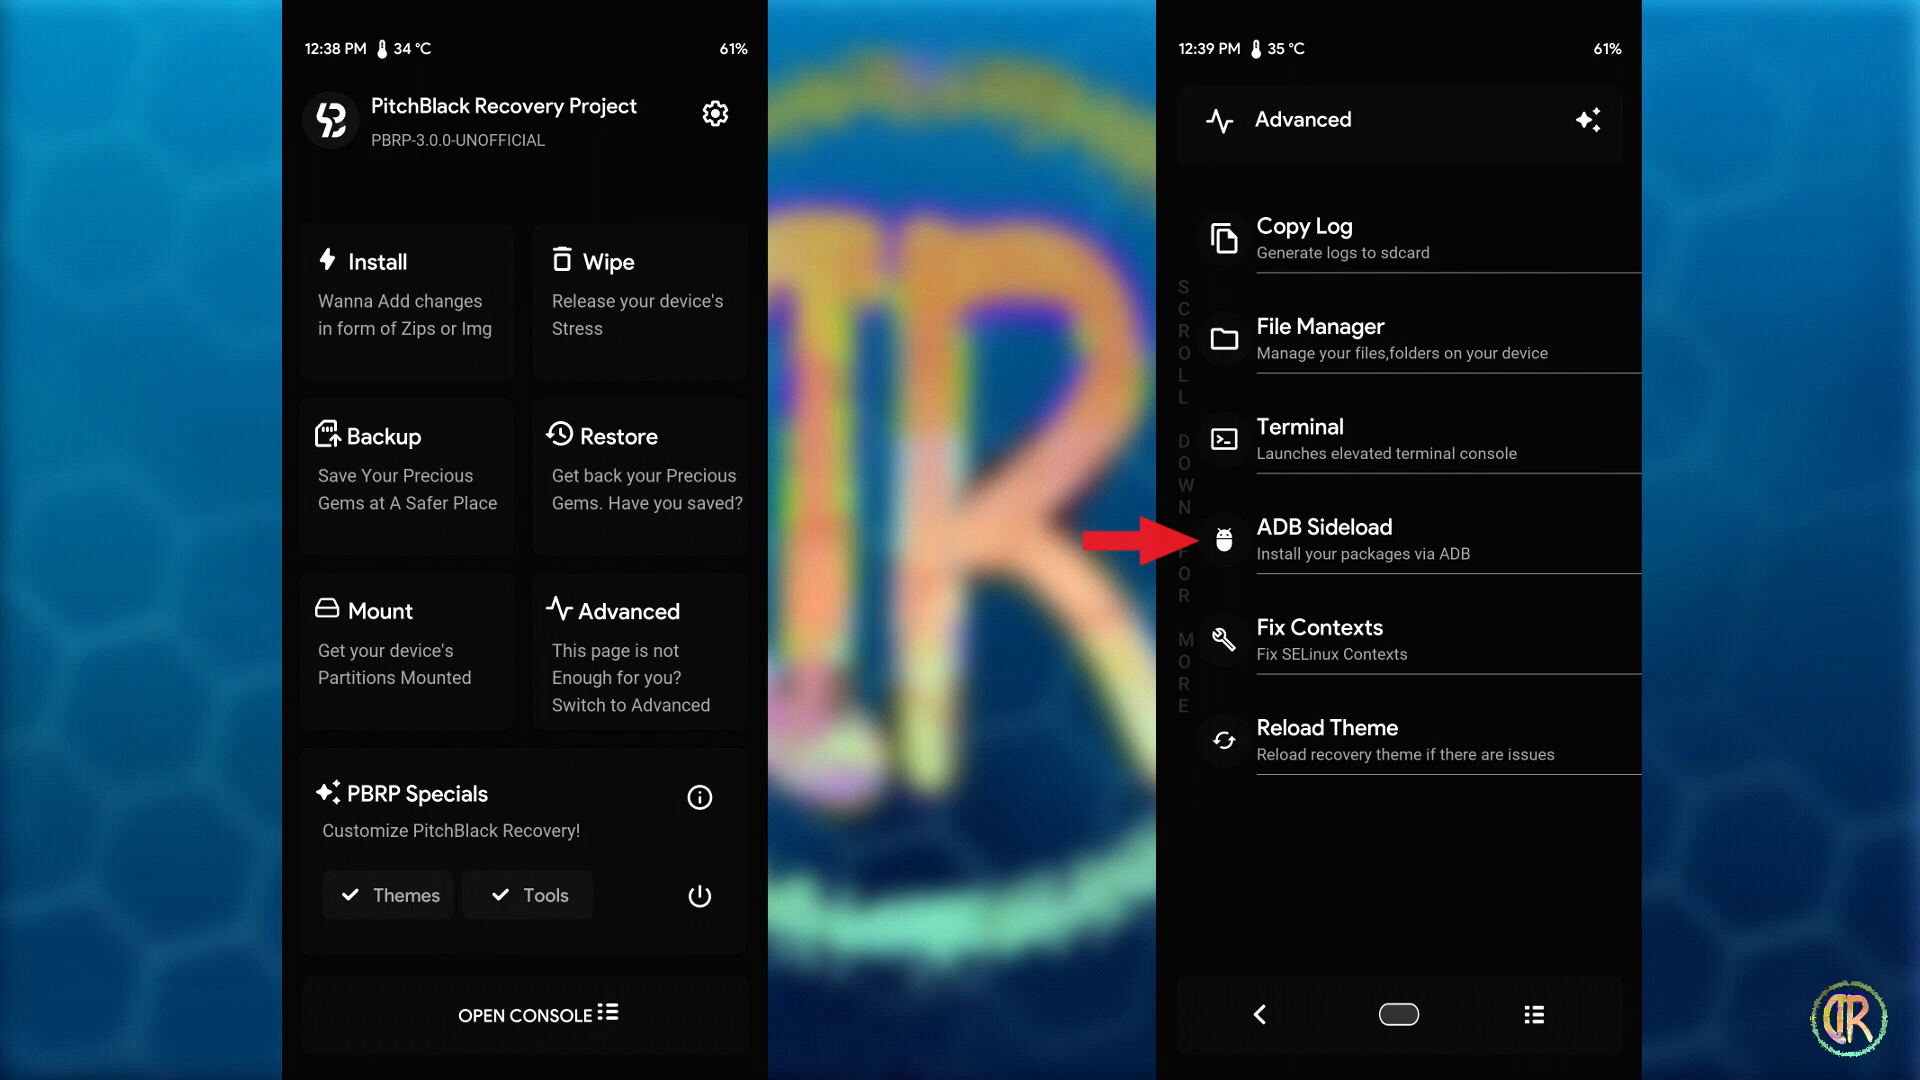 12:38 PM 34 °C 61%
PitchBlack Recovery Project
PBRP-3.0.0-UNOFFICIAL
Install
Wanna Add changes
in form of Zips or Img
Wipe
Release your device's
Stress
Backup
Save Your Precious
Gems at A Safer Place
Restore
Get back your Precious
Gems. Have you saved?
Mount
Get your device's
Partitions Mounted
Advanced
This page is not
Enough for you?
Switch to Advanced
PBRP Specials
Customize PitchBlack Recovery!
Themes
Tools
OPEN CONSOLE
12:39 PM 35 °C 61%
Advanced
SCROLL DOWN FOR MORE
Copy Log
Generate logs to sdcard
File Manager
Manage your files,folders on your device
Terminal
Launches elevated terminal console
ADB Sideload
Install your packages via ADB
Fix Contexts
Fix SELinux Contexts
Reload Theme
Reload recovery theme if there are issues
DR